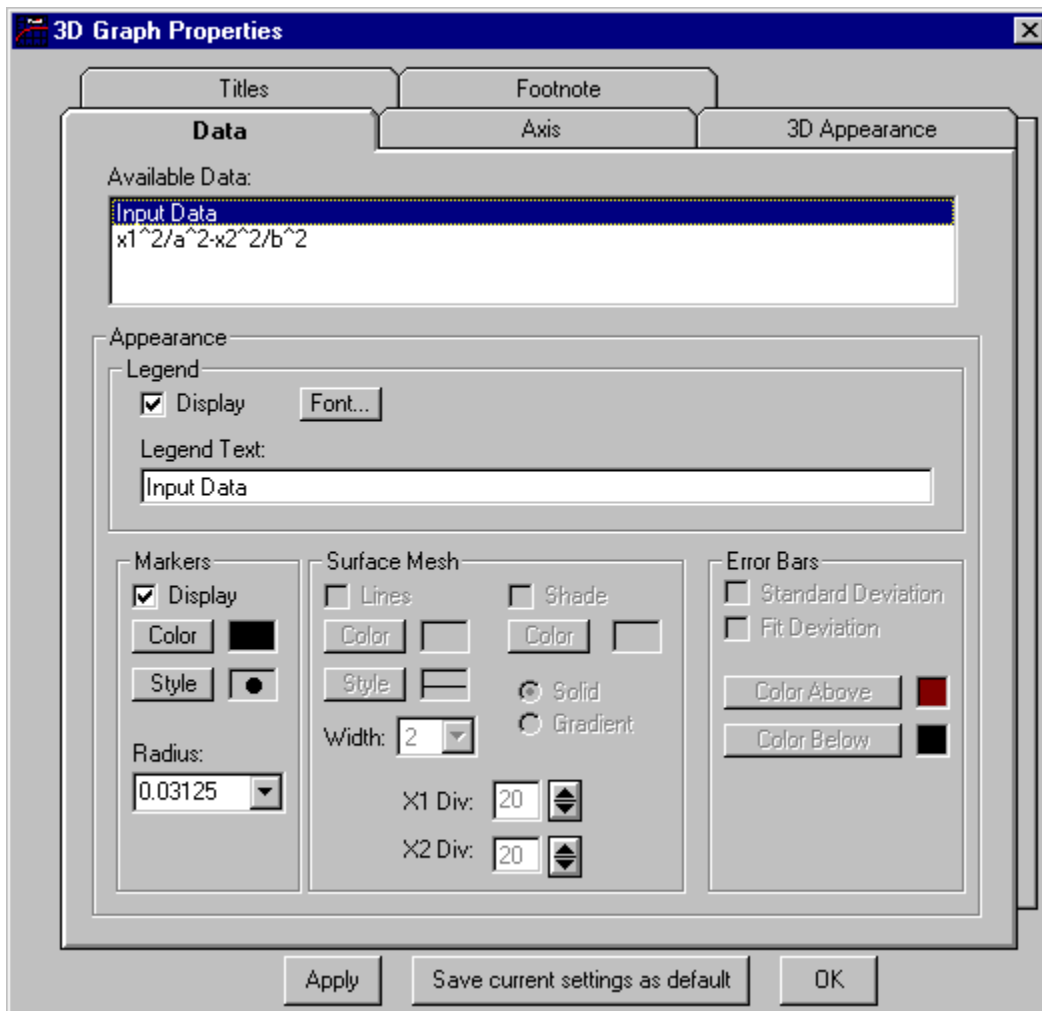 3D Graph Properties
Titles
Footnote
Data
Axis
3D Appearance
Available Data:
Input Data
x1^2/a^2-x2^2/b^2
Appearance
Legend
Display
Font...
Legend Text:
Input Data
Markers
Display
Color
Style
Radius:
0.03125
Surface Mesh
Lines
Shade
Color
Color
Style
Solid
Gradient
Width: 2
X1 Div: 20
X2 Div: 20
Error Bars
Standard Deviation
Fit Deviation
Color Above
Color Below
Apply
Save current settings as default
OK